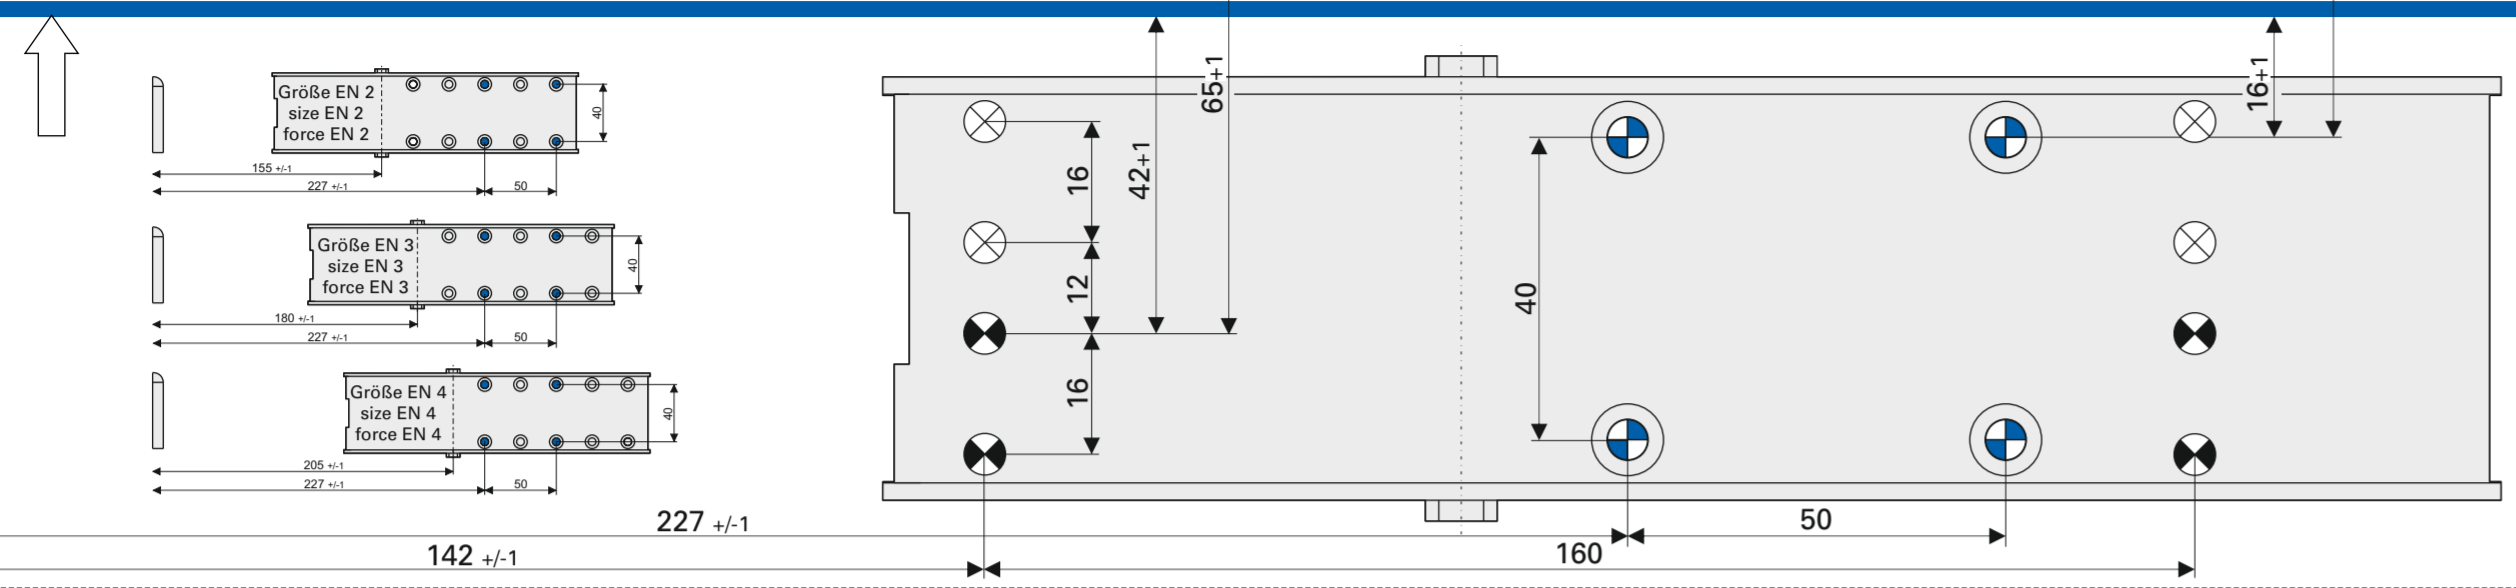 Größe EN 2
size EN 2
force EN 2
40
155 +/-1
227 +/-1
50
Größe EN 3
size EN 3
force EN 3
40
180 +/-1
227 +/-1
50
Größe EN 4
size EN 4
force EN 4
40
205 +/-1
227 +/-1
50
16
12
16
42+1
65+1
40
16+1
227 +/-1
50
142 +/-1
160